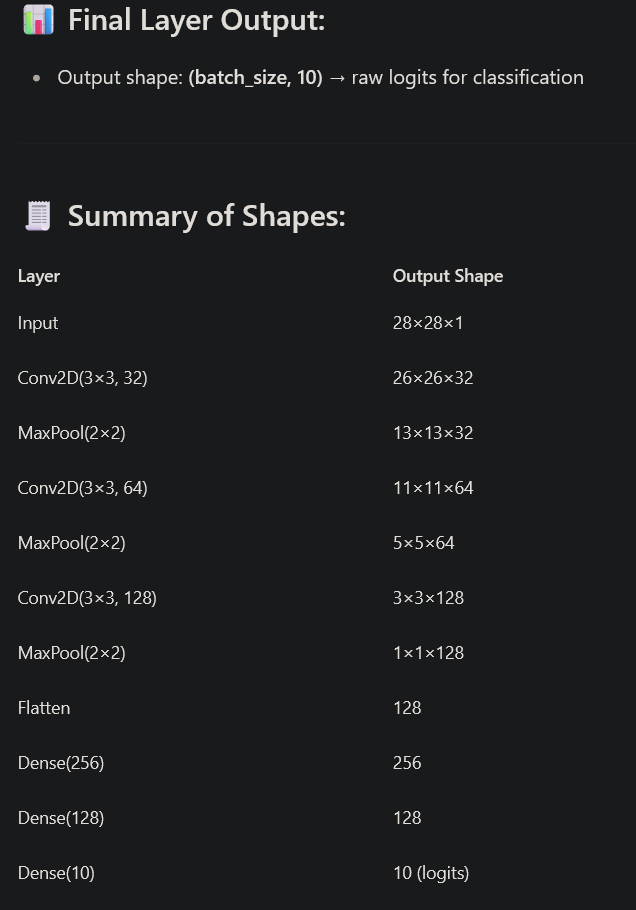 Final Layer Output:
Output shape: (batch_size, 10) → raw logits for classification
Summary of Shapes:
Layer Output Shape
Input 28×28×1
Conv2D(3×3, 32) 26×26×32
MaxPool(2×2) 13×13×32
Conv2D(3×3, 64) 11×11×64
MaxPool(2×2) 5×5×64
Conv2D(3×3, 128) 3×3×128
MaxPool(2×2) 1×1×128
Flatten 128
Dense(256) 256
Dense(128) 128
Dense(10) 10 (logits)